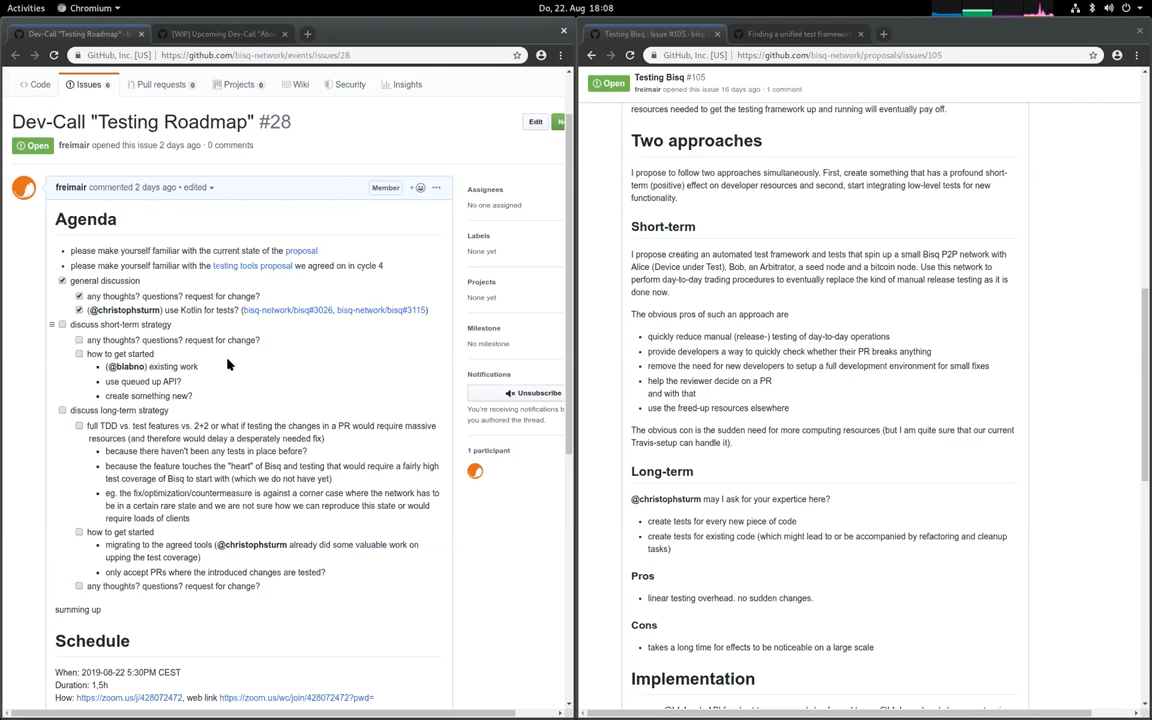 Activities
Chromium
Do, 22. Aug 18:08
Dev-Call "Testing Roadmap" ·
[WIP] Upcoming Dev-Call "Abo
GitHub, Inc. [US]
https://github.com/bisq-network/events/issues/28
Code
Issues 6
Pull requests 0
Projects 0
Wiki
Security
Insights
Dev-Call "Testing Roadmap" #28
Edit
Open
freimair opened this issue 2 days ago · 0 comments
freimair commented 2 days ago • edited
Member
Agenda
please make yourself familiar with the current state of the proposal
please make yourself familiar with the testing tools proposal we agreed on in cycle 4
general discussion
any thoughts? questions? request for change?
(@christophsturm) use Kotlin for tests? (bisq-network/bisq#3026, bisq-network/bisq#3115)
discuss short-term strategy
any thoughts? questions? request for change?
how to get started
(@blabno) existing work
use queued up API?
create something new?
discuss long-term strategy
full TDD vs. test features vs. 2+2 or what if testing the changes in a PR would require massive
resources (and therefore would delay a desperately needed fix)
because there haven't been any tests in place before?
because the feature touches the "heart" of Bisq and testing that would require a fairly high
test coverage of Bisq to start with (which we do not have yet)
eg. the fix/optimization/countermeasure is against a corner case where the network has to
be in a certain rare state and we are not sure how we can reproduce this state or would
require loads of clients
how to get started
migrating to the agreed tools (@christophsturm already did some valuable work on
upping the test coverage)
only accept PRs where the introduced changes are tested?
any thoughts? questions? request for change?
summing up
Schedule
When: 2019-08-22 5:30PM CEST
Duration: 1,5h
How: https://zoom.us/j/428072472, web link https://zoom.us/wc/join/428072472?pwd=
Assignees
No one assigned
Labels
None yet
Projects
None yet
Milestone
No milestone
Notifications
Unsubscribe
You're receiving notifications b
you authored the thread.
1 participant
Testing Bisq · Issue #105 · bisq-
Finding a unified test framework
GitHub, Inc. [US]
https://github.com/bisq-network/proposals/issues/105
Open
Testing Bisq #105
freimair opened this issue 16 days ago · 1 comment
resources needed to get the testing framework up and running will eventually pay off.
Two approaches
I propose to follow two approaches simultaneously. First, create something that has a profound short-
term (positive) effect on developer resources and second, start integrating low-level tests for new
functionality.
Short-term
I propose creating an automated test framework and tests that spin up a small Bisq P2P network with
Alice (Device under Test), Bob, an Arbitrator, a seed node and a bitcoin node. Use this network to
perform day-to-day trading procedures to eventually replace the kind of manual release testing as it is
done now.
The obvious pros of such an approach are
quickly reduce manual (release-) testing of day-to-day operations
provide developers a way to quickly check whether their PR breaks anything
remove the need for new developers to setup a full development environment for small fixes
help the reviewer decide on a PR
and with that
use the freed-up resources elsewhere
The obvious con is the sudden need for more computing resources (but I am quite sure that our current
Travis-setup can handle it).
Long-term
@christophsturm may I ask for your expertice here?
create tests for every new piece of code
create tests for existing code (which might lead to or be accompanied by refactoring and cleanup
tasks)
Pros
linear testing overhead. no sudden changes.
Cons
takes a long time for effects to be noticeable on a large scale
Implementation